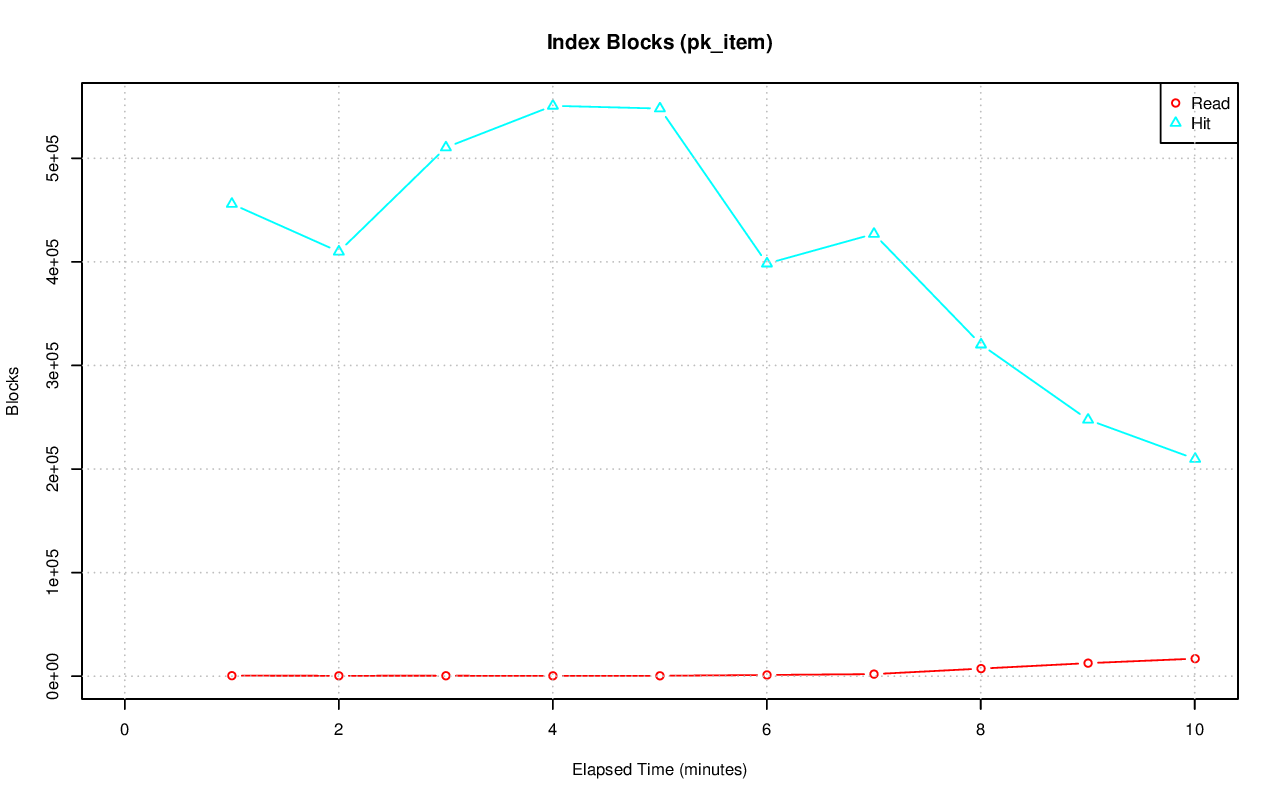 Index Blocks (pk_item)
Read
Hit
5e+05
4e+05
3e+05
2e+05
1e+05
0e+00
Blocks
0 2 4 6 8 10
Elapsed Time (minutes)